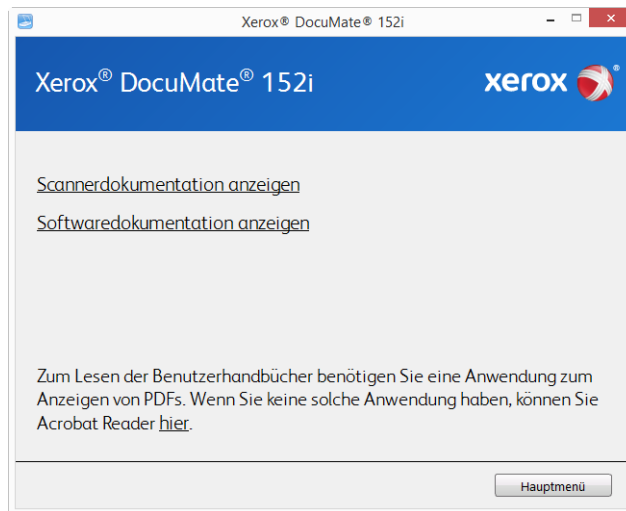 Xerox® DocuMate® 152i
Xerox® DocuMate® 152i
xerox®
Scannerdokumentation anzeigen
Softwaredokumentation anzeigen
Zum Lesen der Benutzerhandbücher benötigen Sie eine Anwendung zum
Anzeigen von PDFs. Wenn Sie keine solche Anwendung haben, können Sie
Acrobat Reader hier.
Hauptmenü